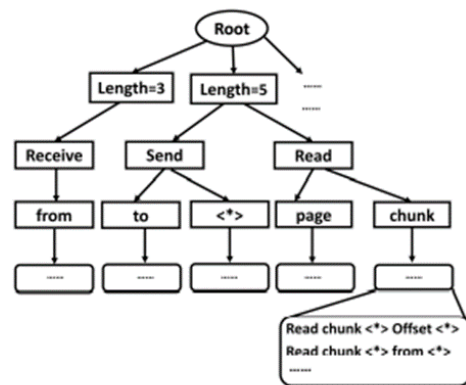 Root
Length=3 Length=5 ......
......
Receive Send Read
from to <*> page chunk
...... ...... ...... ...... ......
Read chunk <*> Offset <*>
Read chunk <*> from <*>
......